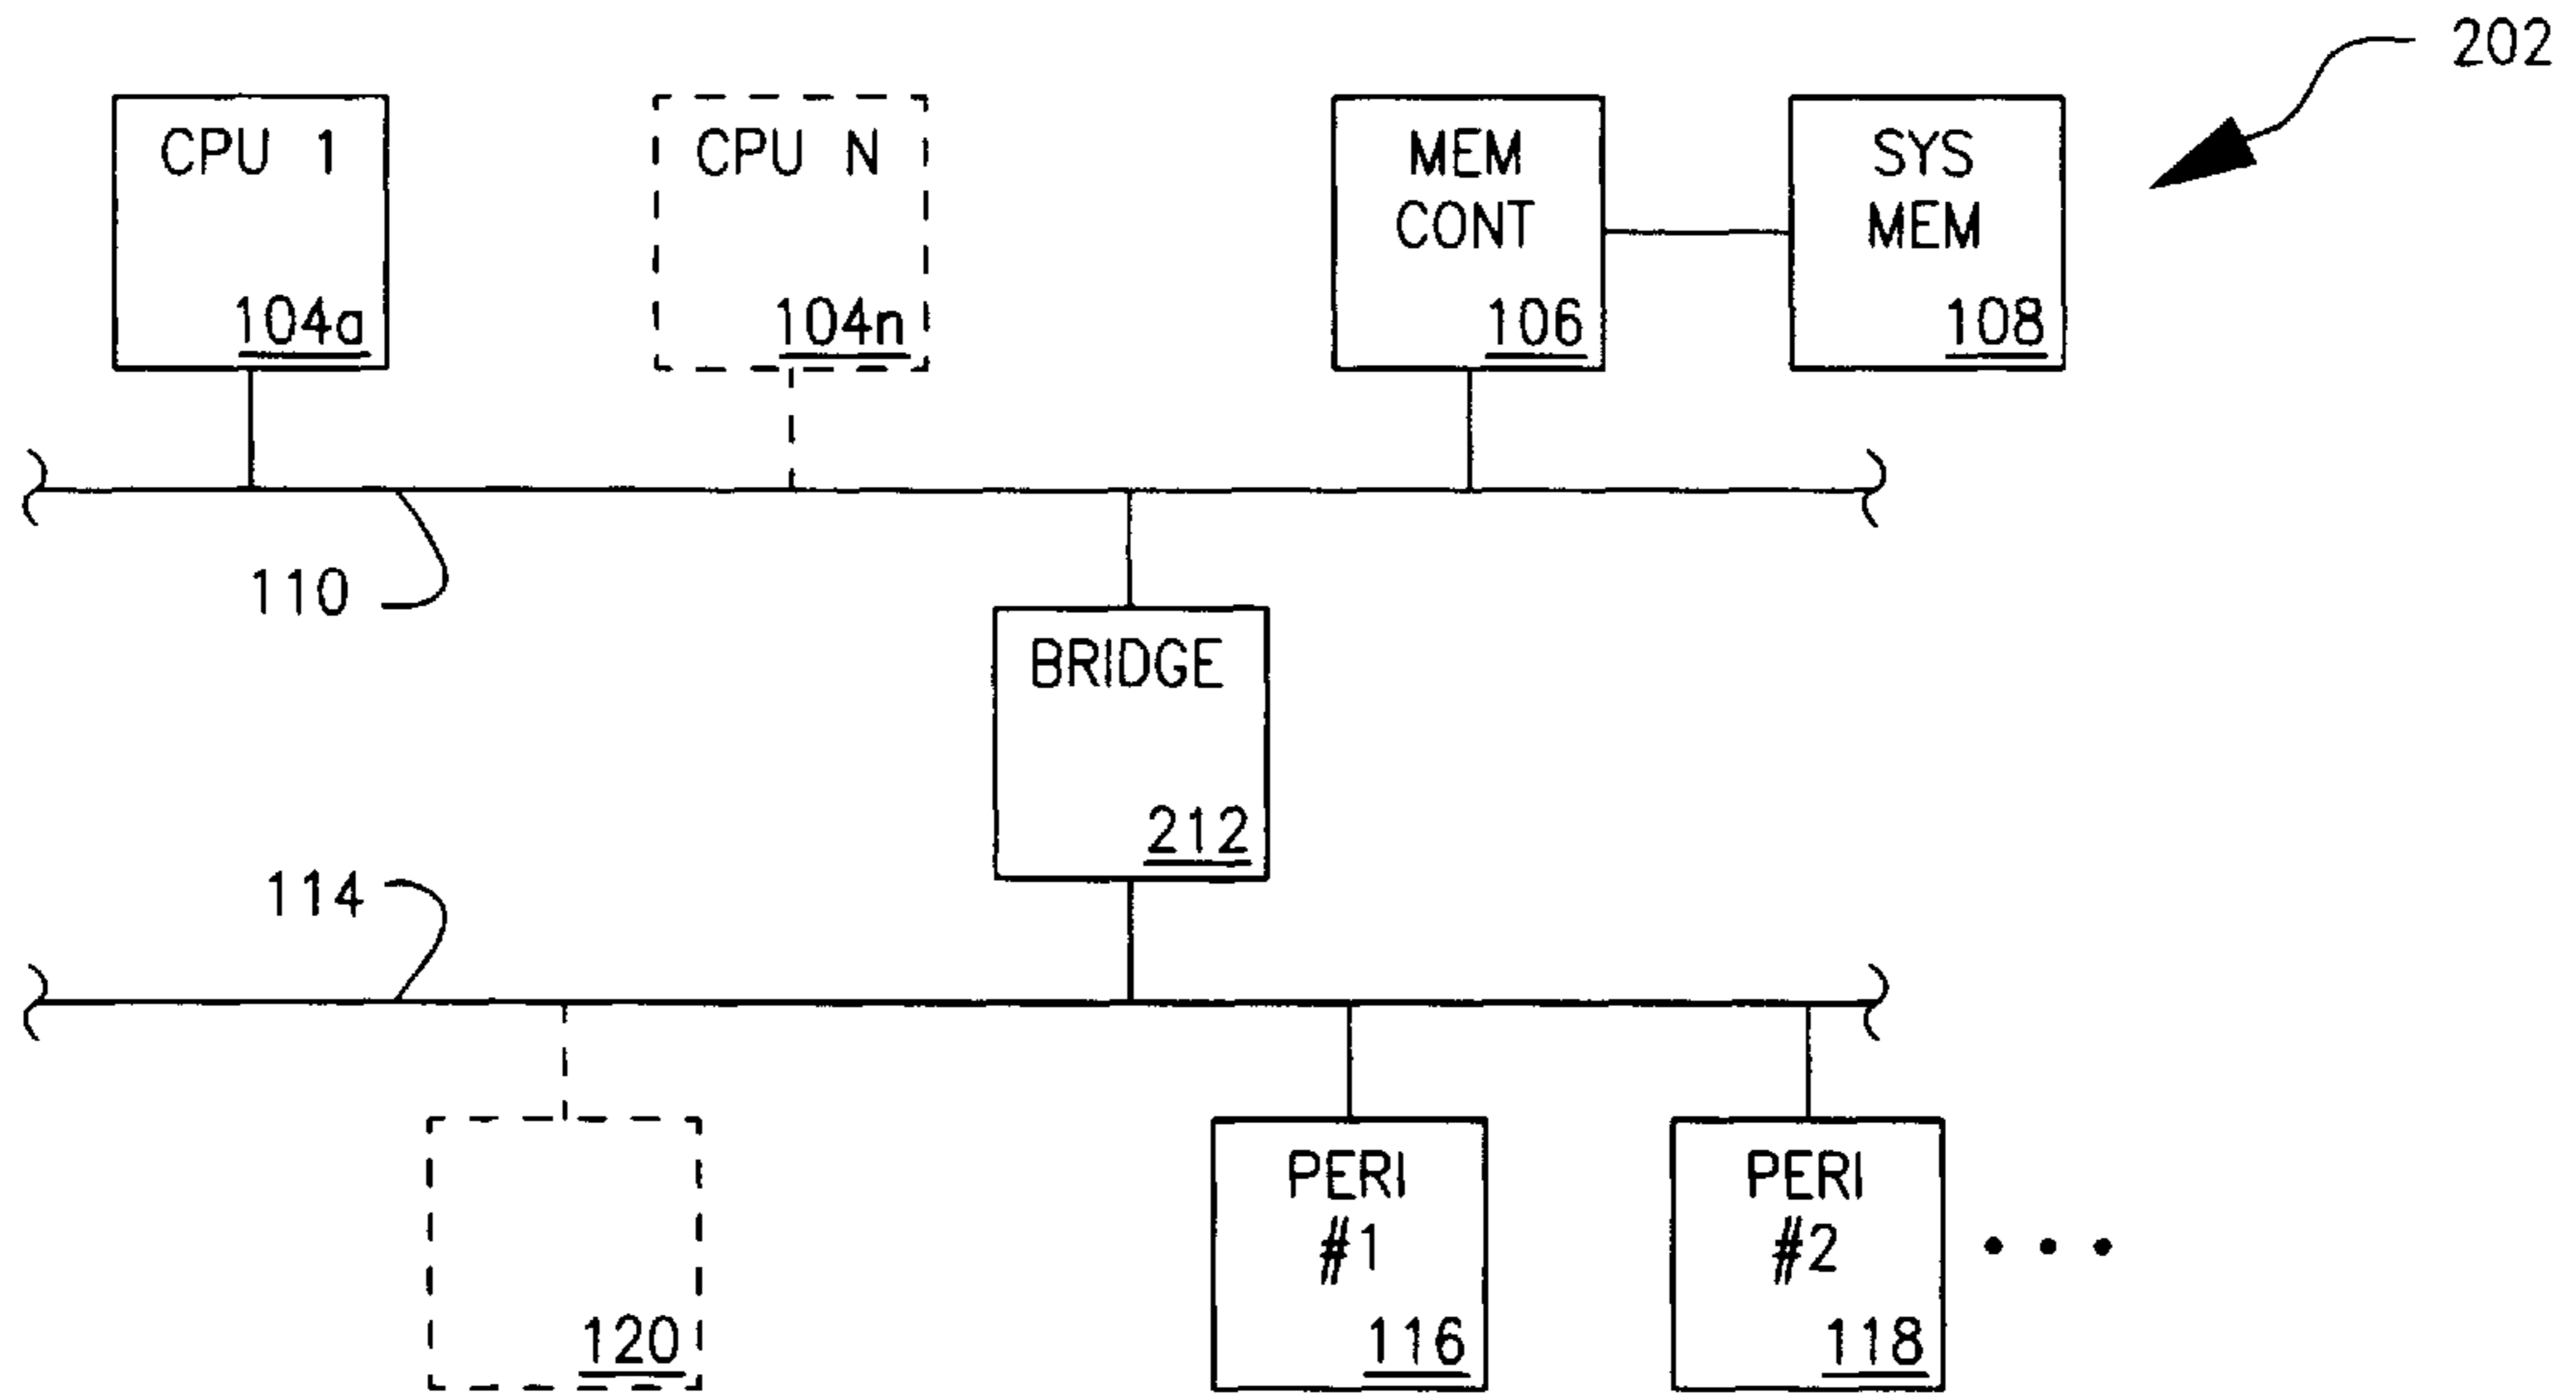 202
CPU 1
104a
CPU N
104n
MEM
CONT
106
SYS
MEM
108
110
BRIDGE
212
114
120
PERI
#1
116
PERI
#2
118